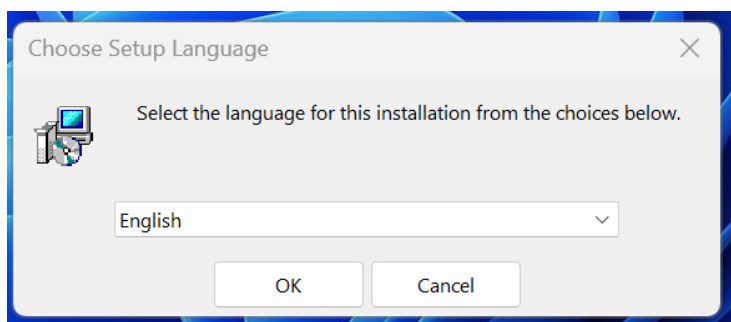 Choose Setup Language
Select the language for this installation from the choices below.
English
OK
Cancel